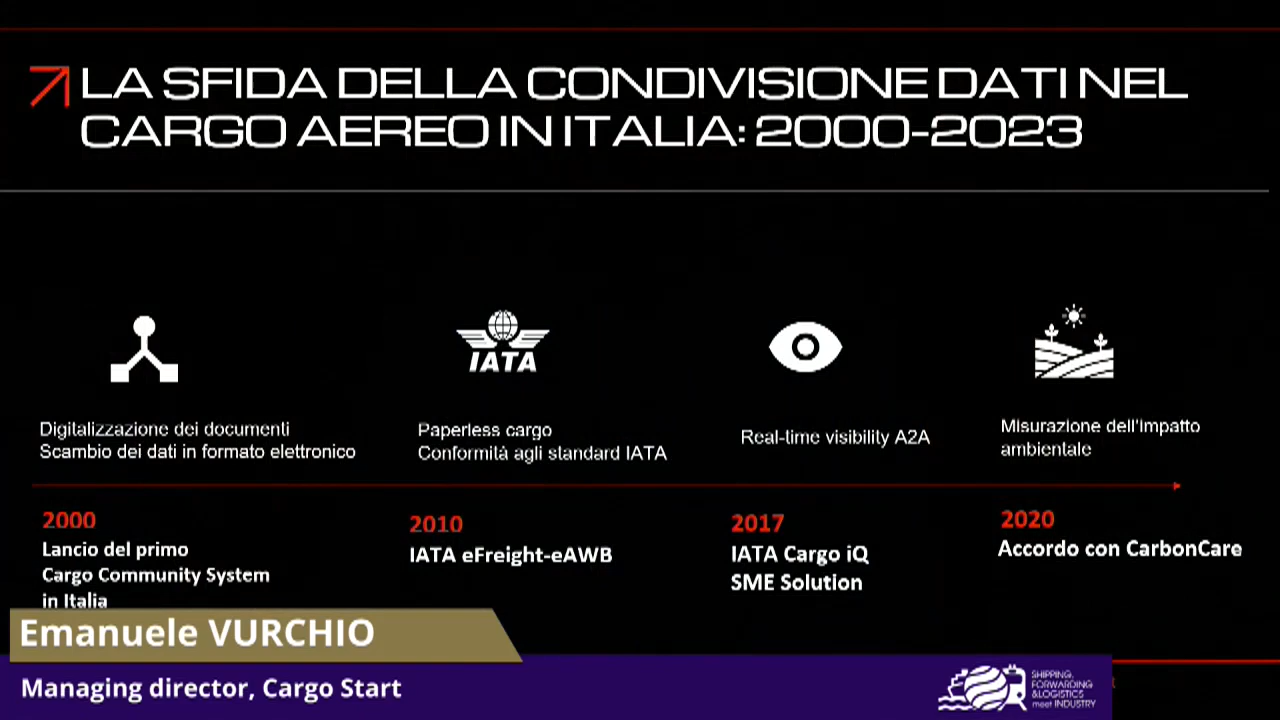 LA SFIDA DELLA CONDIVISIONE DATI NEL
CARGO AEREO IN ITALIA: 2000-2023
IATA
Digitalizzazione dei documenti
Scambio dei dati in formato elettronico
Paperless cargo
Conformità agli standard IATA
Real-time visibility A2A
Misurazione dell'impatto
ambientale
2000
Lancio del primo
Cargo Community System
in Italia
2010
IATA eFreight-eAWB
2017
IATA Cargo iQ
SME Solution
2020
Accordo con CarbonCare
Emanuele VURCHIO
Managing director, Cargo Start
SHIPPING,
FORWARDING
&LOGISTICS
meet INDUSTRY